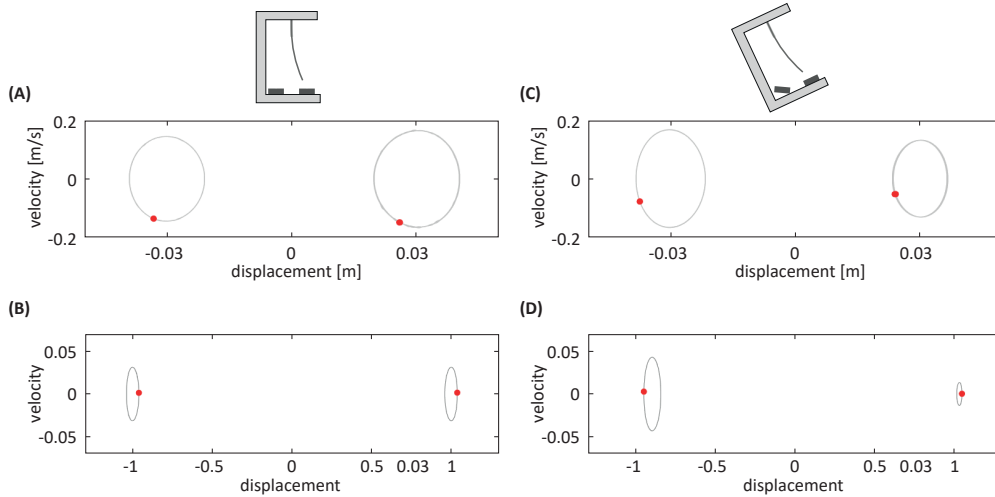 (A)
velocity [m/s]
0.2
0
-0.2
-0.03
0
0.03
displacement [m]
(C)
velocity [m/s]
0.2
0
-0.2
-0.03
0
0.03
displacement [m]
(B)
velocity
0.05
0
-0.05
-1
-0.5
0
0.5
0.03
1
displacement
(D)
velocity
0.05
0
-0.05
-1
-0.5
0
0.5
0.03
1
displacement